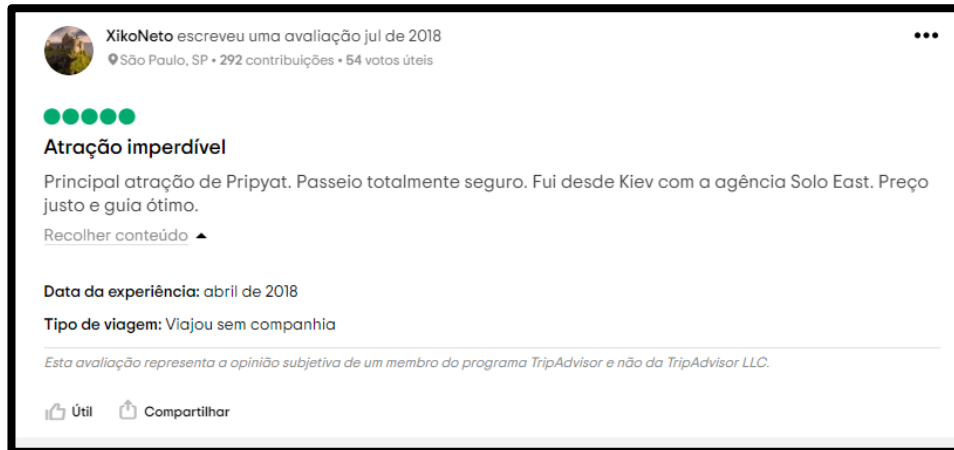 XikoNeto escreveu uma avaliação jul de 2018
São Paulo, SP • 292 contribuições • 54 votos úteis
Atração imperdível
Principal atração de Pripyat. Passeio totalmente seguro. Fui desde Kiev com a agência Solo East. Preço
justo e guia ótimo.
Recolher conteúdo
Data da experiência: abril de 2018
Tipo de viagem: Viajou sem companhia
Esta avaliação representa a opinião subjetiva de um membro do programa TripAdvisor e não da TripAdvisor LLC.
Útil Compartilhar